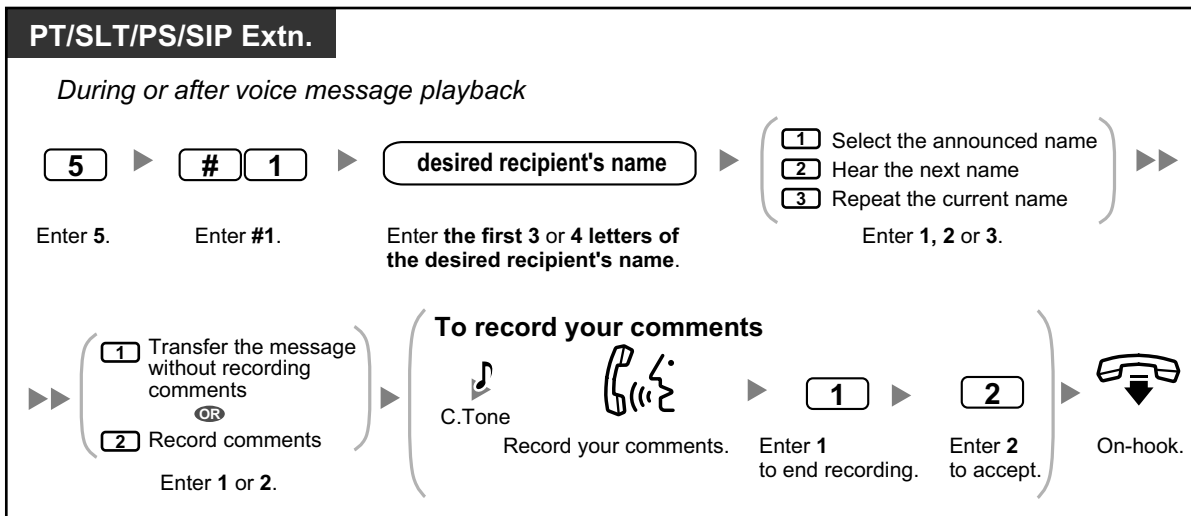 PT/SLT/PS/SIP Extn.
During or after voice message playback
5
# 1
desired recipient's name
1 Select the announced name
2 Hear the next name
3 Repeat the current name
Enter 5.
Enter #1.
Enter the first 3 or 4 letters of
the desired recipient's name.
Enter 1, 2 or 3.
1 Transfer the message
without recording
comments
OR
2 Record comments
Enter 1 or 2.
To record your comments
C.Tone
Record your comments.
1
Enter 1
to end recording.
2
Enter 2
to accept.
On-hook.